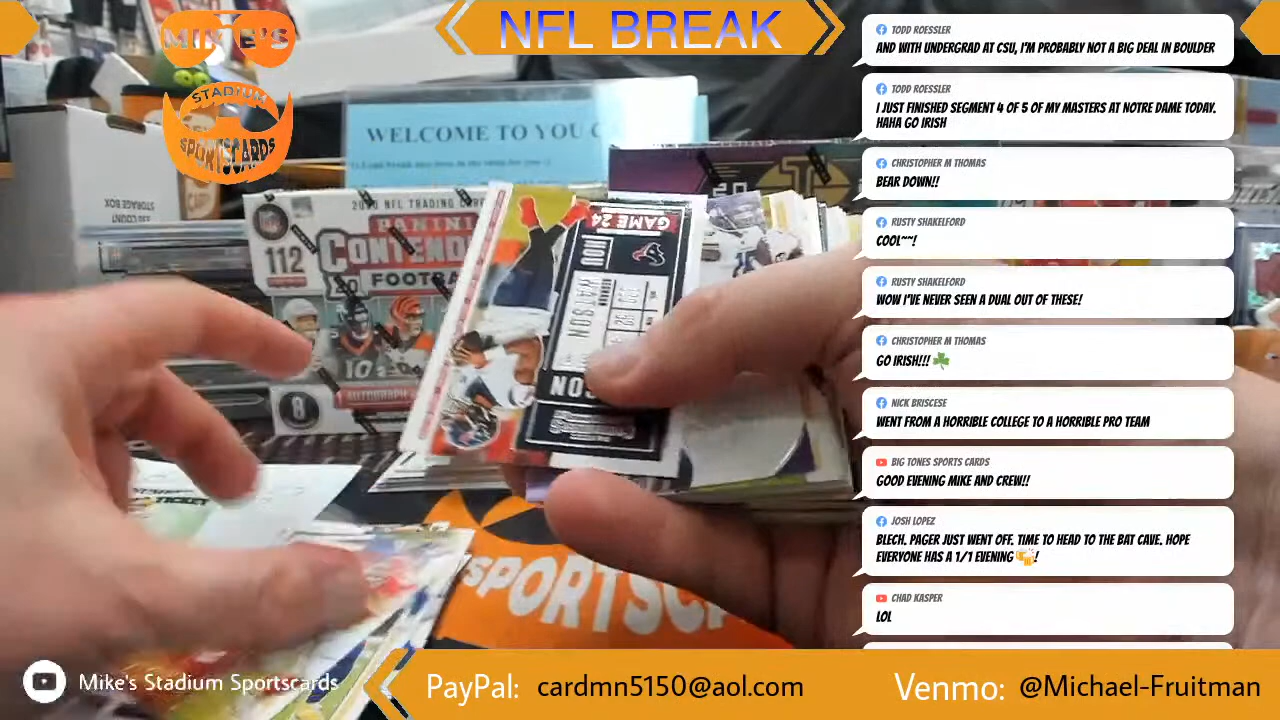 NFL BREAK
MIKE'S
STADIUM
SPORTSCARDS
WELCOME TO YOU
112
PANINI
FOOTBA
8
GAME 24
HOU
TICKET
SPORTSC
TODD ROESSLER
AND WITH UNDERGRAD AT CSU, I'M PROBABLY NOT A BIG DEAL IN BOULDER
TODD ROESSLER
I JUST FINISHED SEGMENT 4 OF 5 OF MY MASTERS AT NOTRE DAME TODAY.
HAHA GO IRISH
CHRISTOPHER M THOMAS
BEAR DOWN!!
RUSTY SHAKELFORD
COOL~~!
RUSTY SHAKELFORD
WOW I'VE NEVER SEEN A DUAL OUT OF THESE!
CHRISTOPHER M THOMAS
GO IRISH!!! ☘️
NICK BRISCESE
WENT FROM A HORRIBLE COLLEGE TO A HORRIBLE PRO TEAM
BIG TONES SPORTS CARDS
GOOD EVENING MIKE AND CREW!!
JOSH LOPEZ
BLECH. PAGER JUST WENT OFF. TIME TO HEAD TO THE BAT CAVE. HOPE
EVERYONE HAS A 1/1 EVENING 🍻!
CHAD KASPER
LOL
Mike's Stadium Sportscards
PayPal: cardmn5150@aol.com
Venmo: @Michael-Fruitman